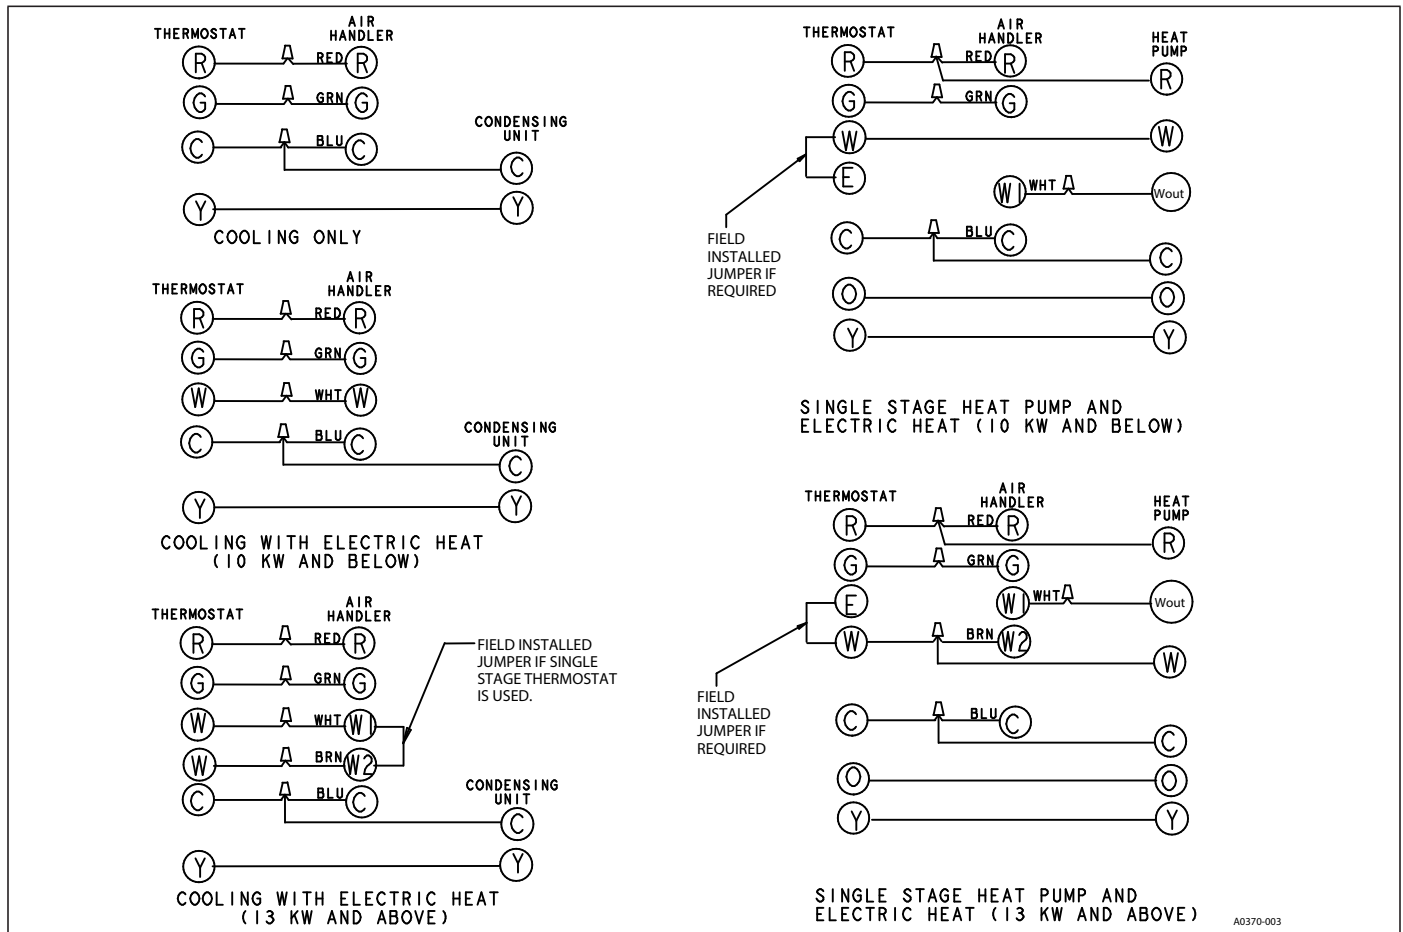 THERMOSTAT
AIR
HANDLER
R RED R
G GRN G
CONDENSING
UNIT
C BLU C
C
Y Y
COOLING ONLY
THERMOSTAT
AIR
HANDLER
R RED R
G GRN G
W WHT W
CONDENSING
UNIT
C BLU C
C
Y Y
COOLING WITH ELECTRIC HEAT
(10 KW AND BELOW)
THERMOSTAT
AIR
HANDLER
R RED R
G GRN G
W WHT W1
W BRN W2
FIELD INSTALLED
JUMPER IF SINGLE
STAGE THERMOSTAT
IS USED.
CONDENSING
UNIT
C BLU C
C
Y Y
COOLING WITH ELECTRIC HEAT
(13 KW AND ABOVE)
THERMOSTAT
AIR
HANDLER
HEAT
PUMP
R RED R
R
G GRN G
W W
E
W1 WHT Wout
FIELD
INSTALLED
JUMPER IF
REQUIRED
C BLU C
C
O O
Y Y
SINGLE STAGE HEAT PUMP AND
ELECTRIC HEAT (10 KW AND BELOW)
THERMOSTAT
AIR
HANDLER
HEAT
PUMP
R RED R
R
G GRN G
E W1 WHT Wout
W BRN W2
W
FIELD
INSTALLED
JUMPER IF
REQUIRED
C BLU C
C
O O
Y Y
SINGLE STAGE HEAT PUMP AND
ELECTRIC HEAT (13 KW AND ABOVE)
A0370-003